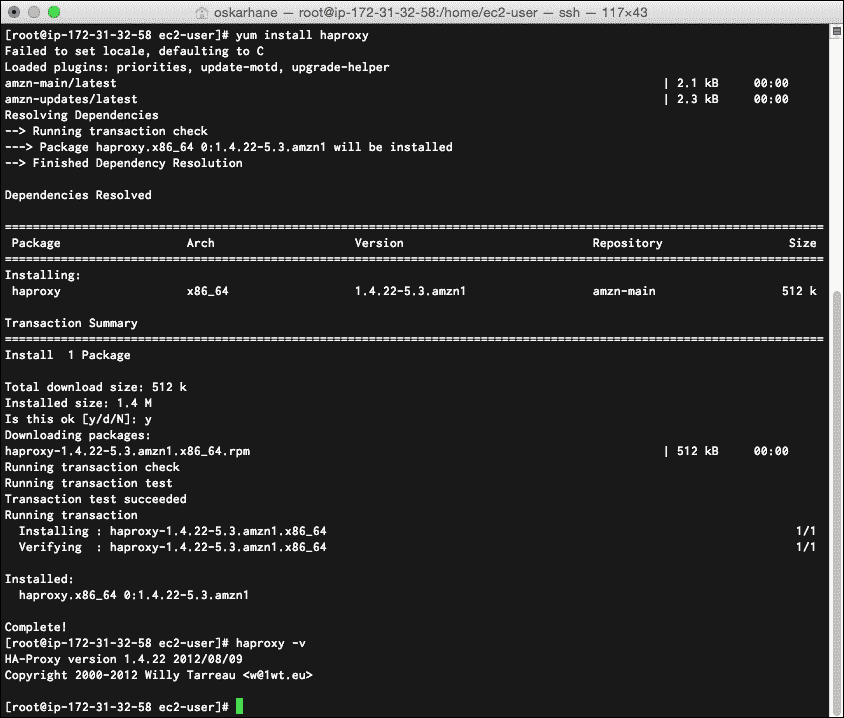 oskarhane — root@ip-172-31-32-58:/home/ec2-user — ssh — 117×43
[root@ip-172-31-32-58 ec2-user]# yum install haproxy
Failed to set locale, defaulting to C
Loaded plugins: priorities, update-motd, upgrade-helper
amzn-main/latest | 2.1 kB 00:00
amzn-updates/latest | 2.3 kB 00:00
Resolving Dependencies
--> Running transaction check
---> Package haproxy.x86_64 0:1.4.22-5.3.amzn1 will be installed
--> Finished Dependency Resolution
Dependencies Resolved
=====================================================================================================================
Package Arch Version Repository Size
=====================================================================================================================
Installing:
haproxy x86_64 1.4.22-5.3.amzn1 amzn-main 512 k
Transaction Summary
=====================================================================================================================
Install 1 Package
Total download size: 512 k
Installed size: 1.4 M
Is this ok [y/d/N]: y
Downloading packages:
haproxy-1.4.22-5.3.amzn1.x86_64.rpm | 512 kB 00:00
Running transaction check
Running transaction test
Transaction test succeeded
Running transaction
Installing : haproxy-1.4.22-5.3.amzn1.x86_64 1/1
Verifying : haproxy-1.4.22-5.3.amzn1.x86_64 1/1
Installed:
haproxy.x86_64 0:1.4.22-5.3.amzn1
Complete!
[root@ip-172-31-32-58 ec2-user]# haproxy -v
HA-Proxy version 1.4.22 2012/08/09
Copyright 2000-2012 Willy Tarreau <w@1wt.eu>
[root@ip-172-31-32-58 ec2-user]#